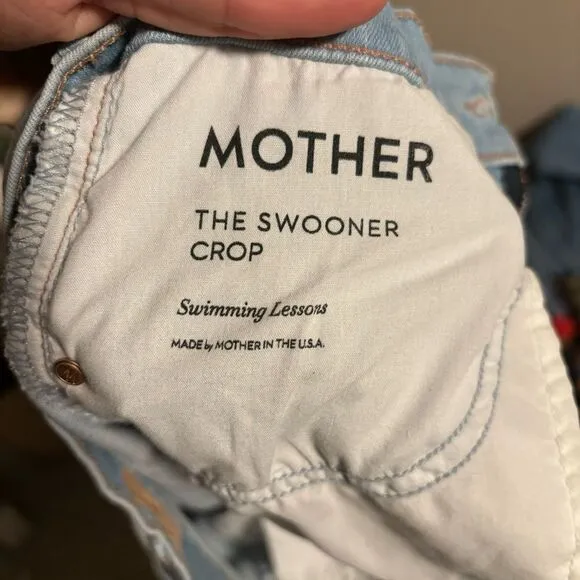 MOTHER
THE SWOONER
CROP
Swimming Lessons
MADE by MOTHER IN THE U.S.A.